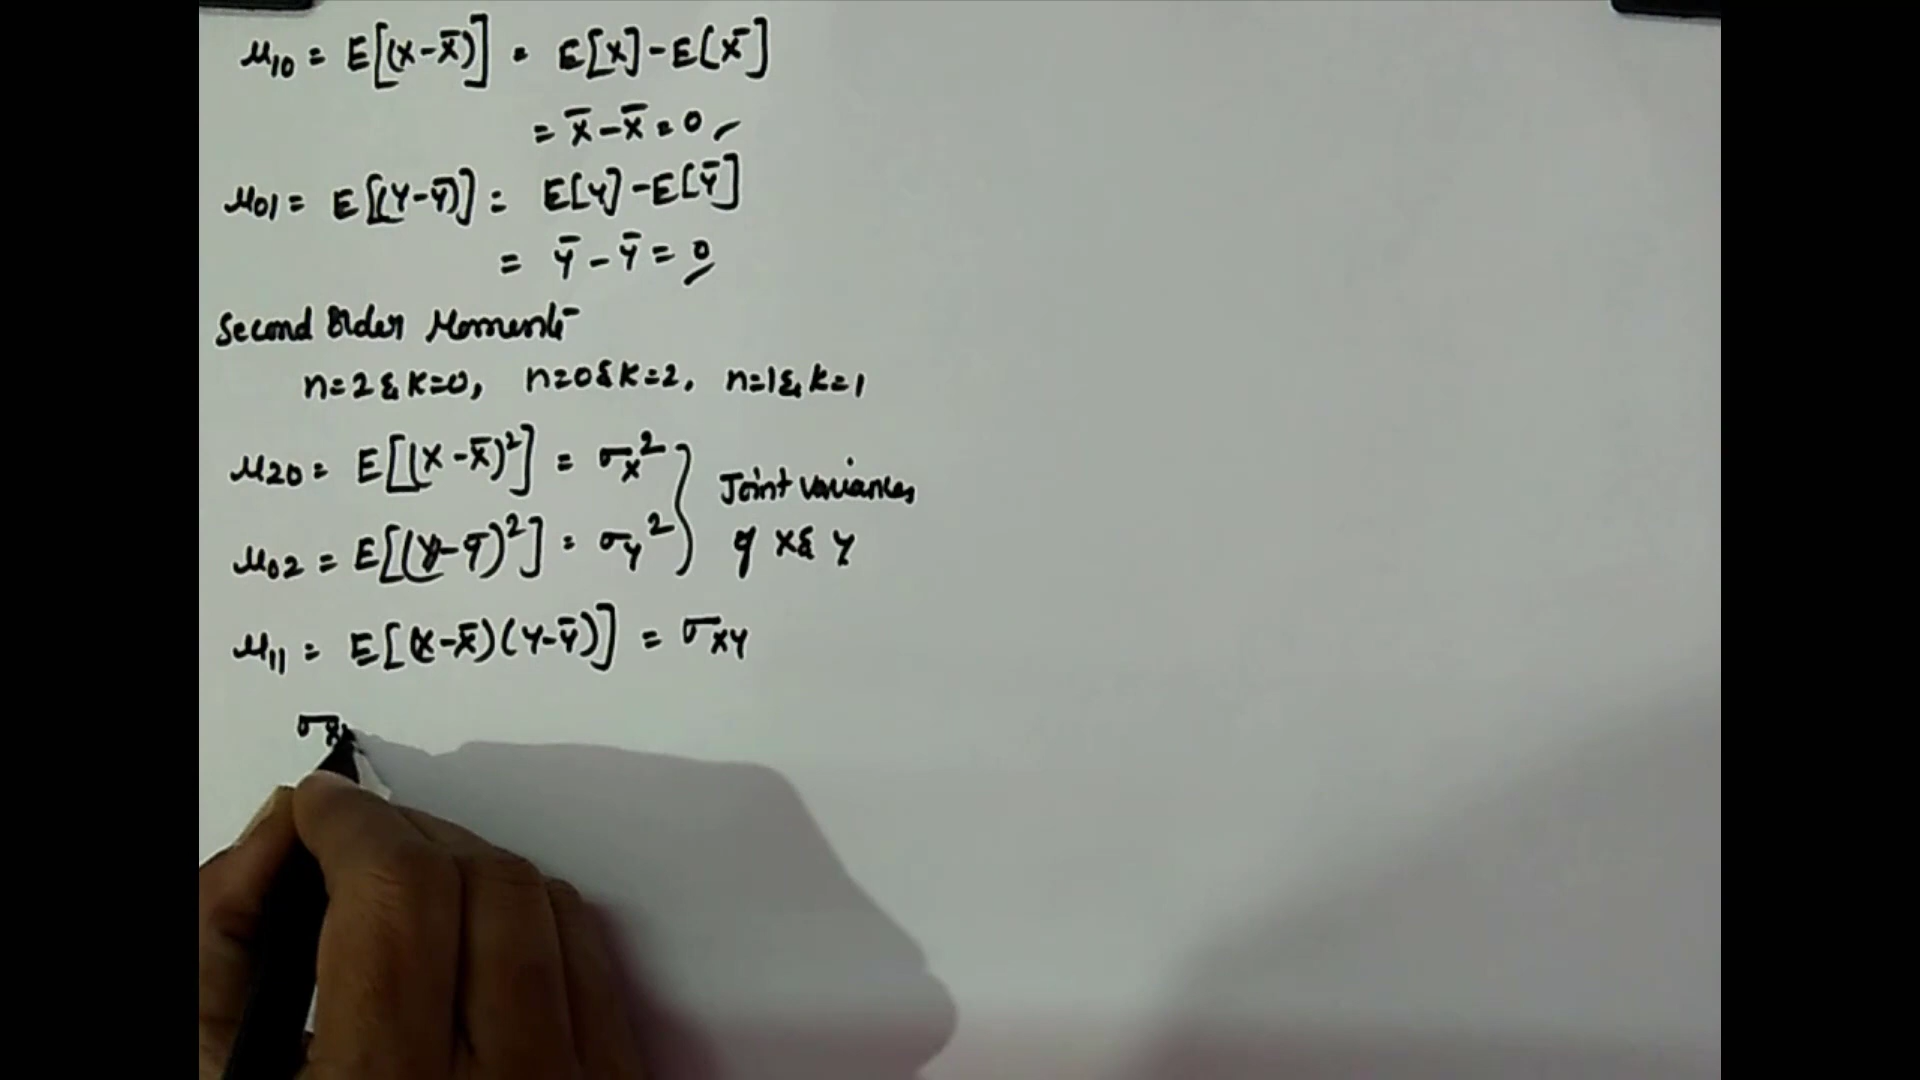 μ10 = E[(X-X̄)] = E[X]-E[X̄]
= X̄-X̄ = 0
μ01 = E[(Y-Ȳ)] = E[Y]-E[Ȳ]
= Ȳ - Ȳ = 0
Second Order Moments
n=2 & K=0, n=0 & K=2, n=1 & K=1
μ20 = E[(X-X̄)²] = σX²
μ02 = E[(Y-Ȳ)²] = σY² } Joint variances
of X & Y
μ11 = E[(X-X̄)(Y-Ȳ)] = σXY
σX